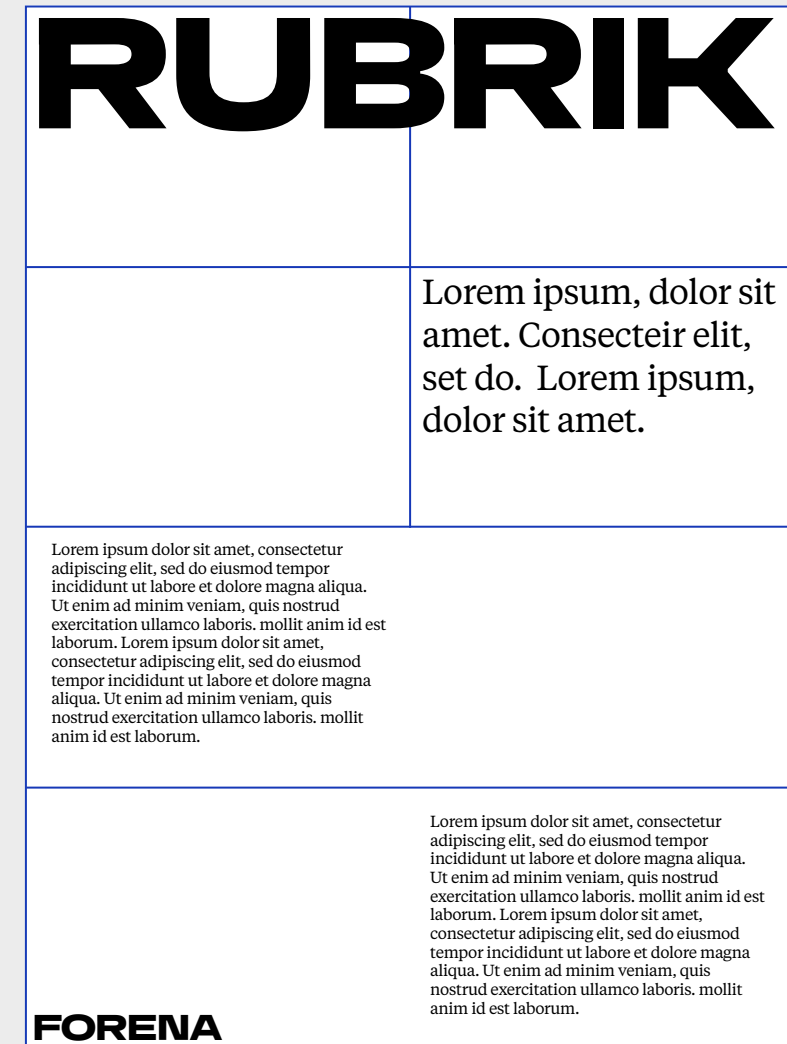 RUBRIK
Lorem ipsum, dolor sit
amet. Consecteir elit,
set do.  Lorem ipsum,
dolor sit amet.
Lorem ipsum dolor sit amet, consectetur
adipiscing elit, sed do eiusmod tempor
incididunt ut labore et dolore magna aliqua.
Ut enim ad minim veniam, quis nostrud
exercitation ullamco laboris. mollit anim id est
laborum. Lorem ipsum dolor sit amet,
consectetur adipiscing elit, sed do eiusmod
tempor incididunt ut labore et dolore magna
aliqua. Ut enim ad minim veniam, quis
nostrud exercitation ullamco laboris. mollit
anim id est laborum.
Lorem ipsum dolor sit amet, consectetur
adipiscing elit, sed do eiusmod tempor
incididunt ut labore et dolore magna aliqua.
Ut enim ad minim veniam, quis nostrud
exercitation ullamco laboris. mollit anim id est
laborum. Lorem ipsum dolor sit amet,
consectetur adipiscing elit, sed do eiusmod
tempor incididunt ut labore et dolore magna
aliqua. Ut enim ad minim veniam, quis
nostrud exercitation ullamco laboris. mollit
anim id est laborum.
FORENA